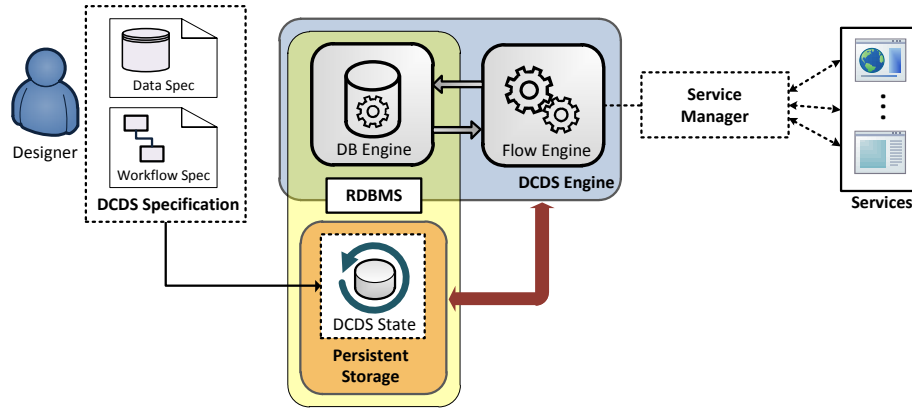 Designer
Data Spec
Workflow Spec
DCDS Specification
DB Engine
Flow Engine
DCDS Engine
RDBMS
DCDS State
Persistent
Storage
Service
Manager
Services